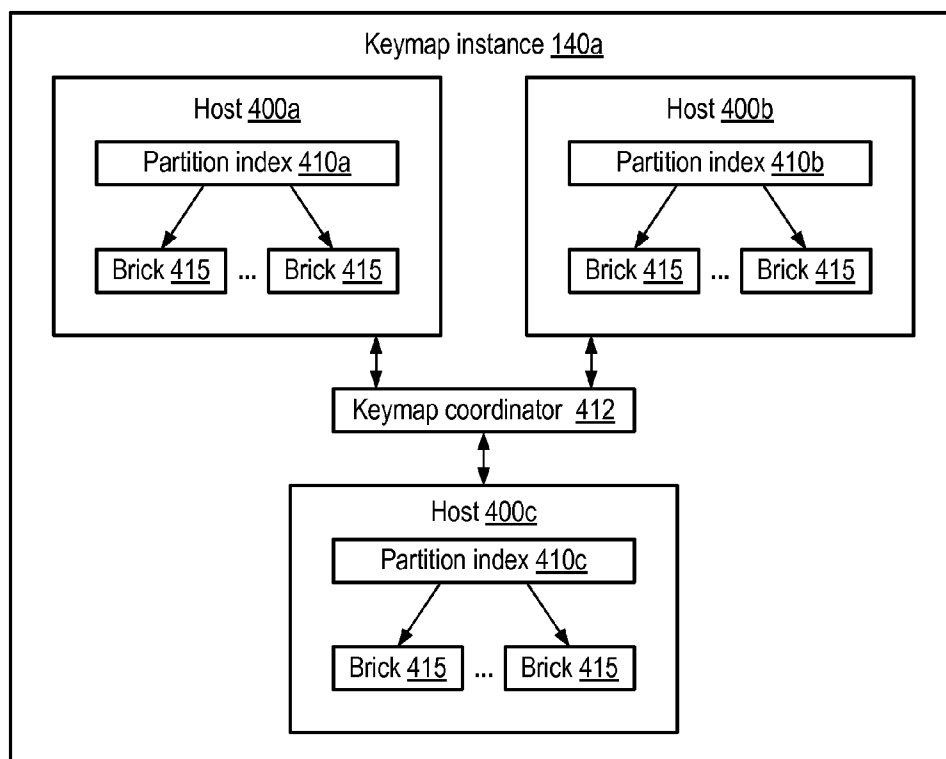 Keymap instance 140a
Host 400a
Partition index 410a
Brick 415 ... Brick 415
Host 400b
Partition index 410b
Brick 415 ... Brick 415
Keymap coordinator 412
Host 400c
Partition index 410c
Brick 415 ... Brick 415